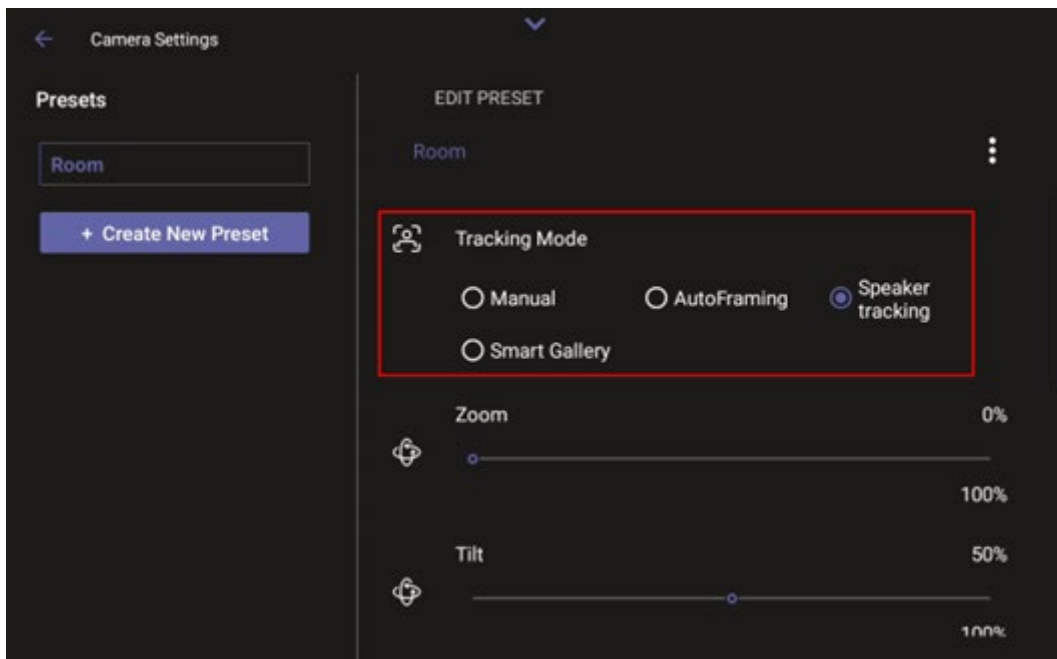 Camera Settings
Presets
Room
+ Create New Preset
EDIT PRESET
Room
Tracking Mode
Manual
AutoFraming
Speaker
tracking
Smart Gallery
Zoom
0%
100%
Tilt
50%
100%